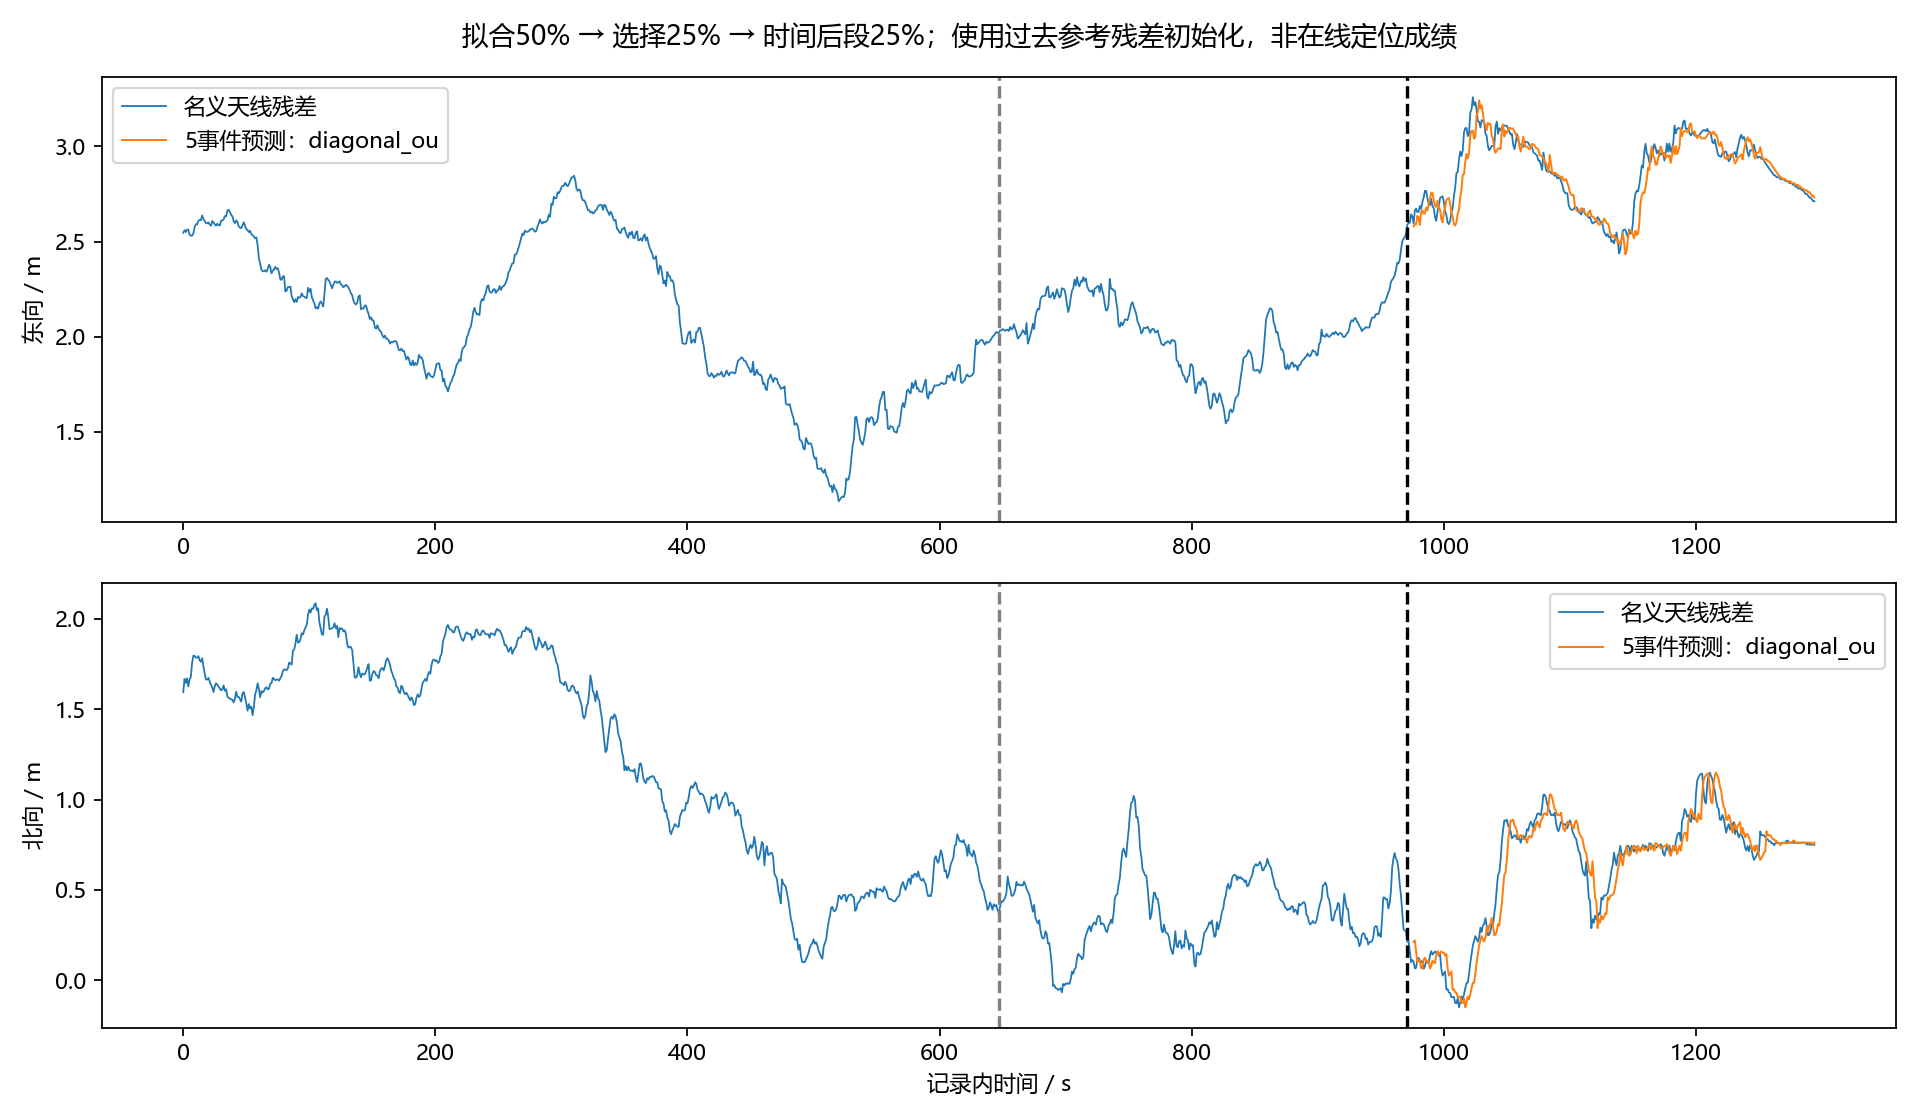 拟合50% → 选择25% → 时间后段25%；使用过去参考残差初始化，非在线定位成绩
名义天线残差
5事件预测：diagonal_ou
东向 / m
3.0
2.5
2.0
1.5
0 200 400 600 800 1000 1200
名义天线残差
5事件预测：diagonal_ou
北向 / m
2.0
1.5
1.0
0.5
0.0
0 200 400 600 800 1000 1200
记录内时间 / s